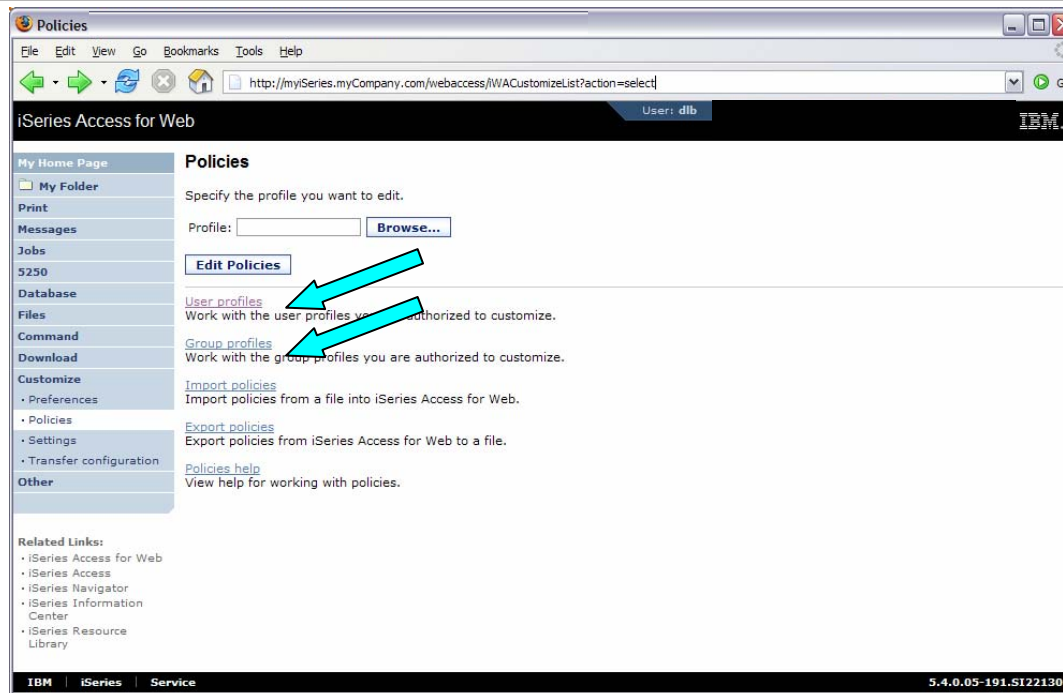 Policies
File Edit View Go Bookmarks Tools Help
http://myiSeries.myCompany.com/webaccess/iWACustomizeList?action=select
G
iSeries Access for Web
User: dlb
IBM.
My Home Page
My Folder
Print
Messages
Jobs
5250
Database
Files
Command
Download
Customize
• Preferences
• Policies
• Settings
• Transfer configuration
Other
Related Links:
• iSeries Access for Web
• iSeries Access
• iSeries Navigator
• iSeries Information
Center
• iSeries Resource
Library
Policies
Specify the profile you want to edit.
Profile: Browse...
Edit Policies
User profiles
Work with the user profiles authorized to customize.
Group profiles
Work with the group profiles you are authorized to customize.
Import policies
Import policies from a file into iSeries Access for Web.
Export policies
Export policies from iSeries Access for Web to a file.
Policies help
View help for working with policies.
IBM | iSeries | Service
5.4.0.05-191.SI22130